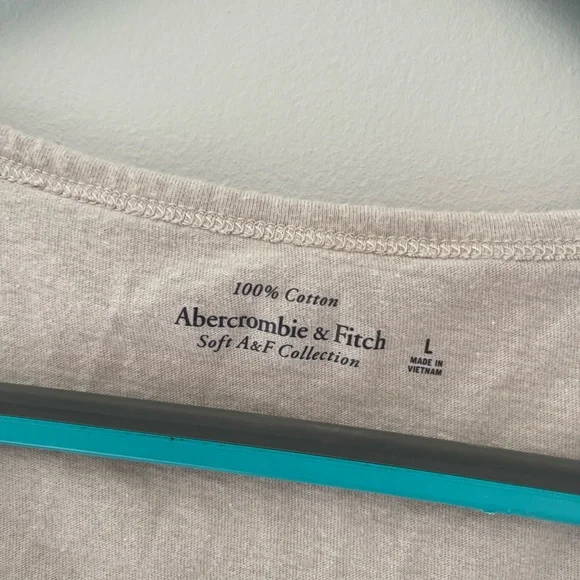 100% Cotton
Abercrombie & Fitch
Soft A&F Collection
L
MADE IN
VIETNAM